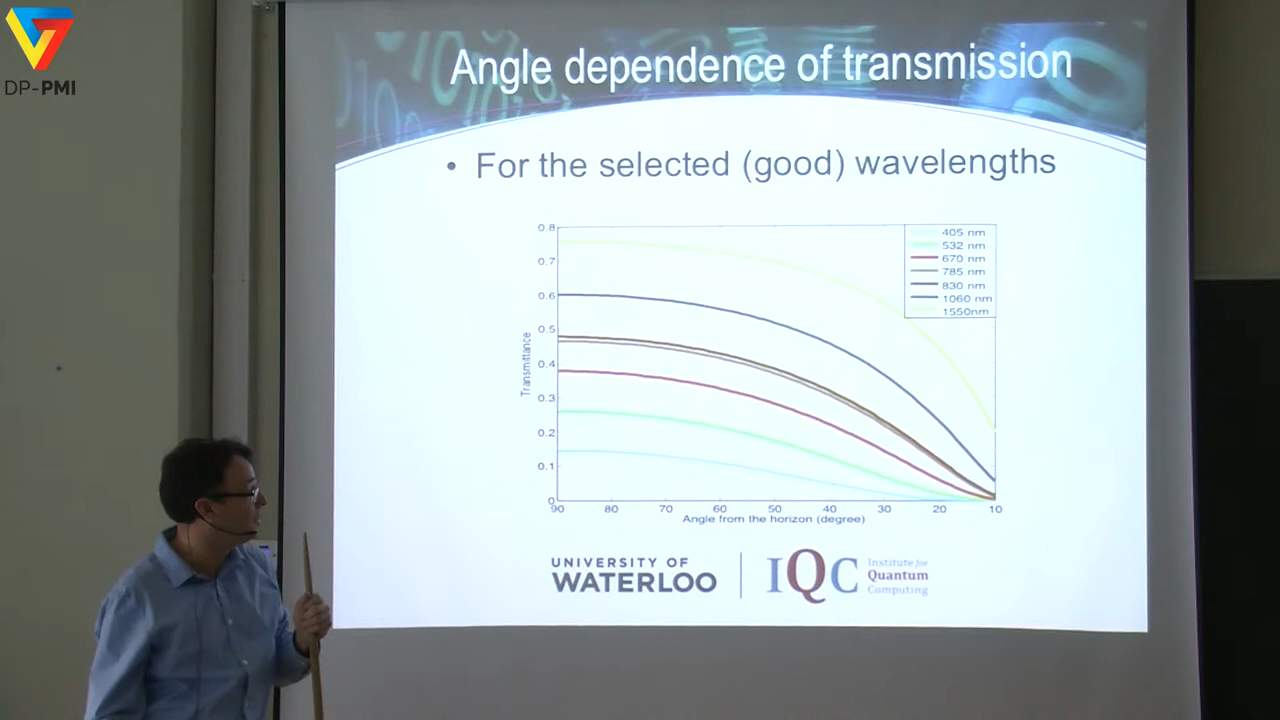 DP-PMI
Angle dependence of transmission
• For the selected (good) wavelengths
0.8
0.7
0.6
0.5
0.4
0.3
0.2
0.1
0
Transmittance
405 nm
532 nm
670 nm
785 nm
830 nm
1060 nm
1550nm
90 80 70 60 50 40 30 20 10
Angle from the horizon (degree)
UNIVERSITY OF
WATERLOO
IQC
Institute for
Quantum
Computing